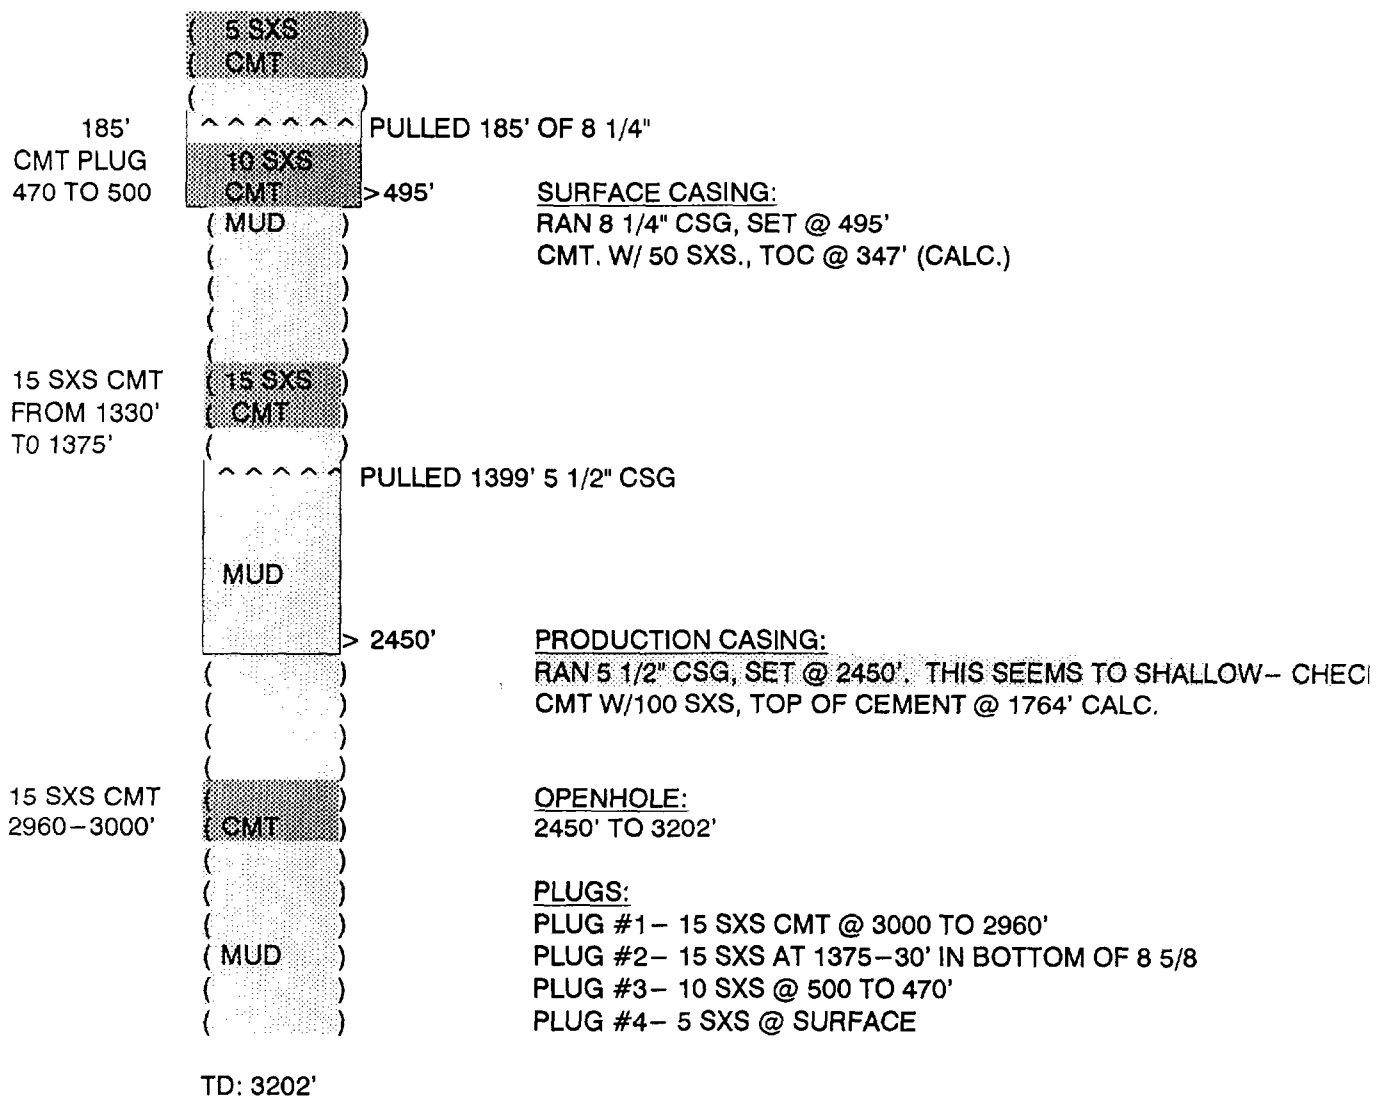 5 SXS
CMT
^ ^ ^ ^ ^ ^ PULLED 185' OF 8 1/4"
185'
CMT PLUG
470 TO 500
10 SXS
CMT
>495'
MUD
SURFACE CASING:
RAN 8 1/4" CSG, SET @ 495'
CMT. W/ 50 SXS., TOC @ 347' (CALC.)
15 SXS CMT
FROM 1330'
TO 1375'
15 SXS
CMT
^ ^ ^ ^ ^ PULLED 1399' 5 1/2" CSG
MUD
> 2450'
PRODUCTION CASING:
RAN 5 1/2" CSG, SET @ 2450'. THIS SEEMS TO SHALLOW– CHEC
CMT W/100 SXS, TOP OF CEMENT @ 1764' CALC.
15 SXS CMT
2960–3000'
CMT
OPENHOLE:
2450' TO 3202'
MUD
PLUGS:
PLUG #1– 15 SXS CMT @ 3000 TO 2960'
PLUG #2– 15 SXS AT 1375–30' IN BOTTOM OF 8 5/8
PLUG #3– 10 SXS @ 500 TO 470'
PLUG #4– 5 SXS @ SURFACE
TD: 3202'